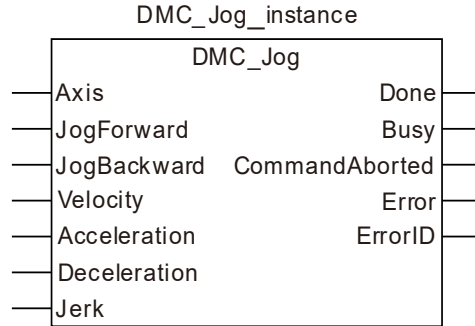 DMC_Jog_instance
DMC_Jog
Axis Done
JogForward Busy
JogBackward CommandAborted
Velocity Error
Acceleration ErrorID
Deceleration
Jerk